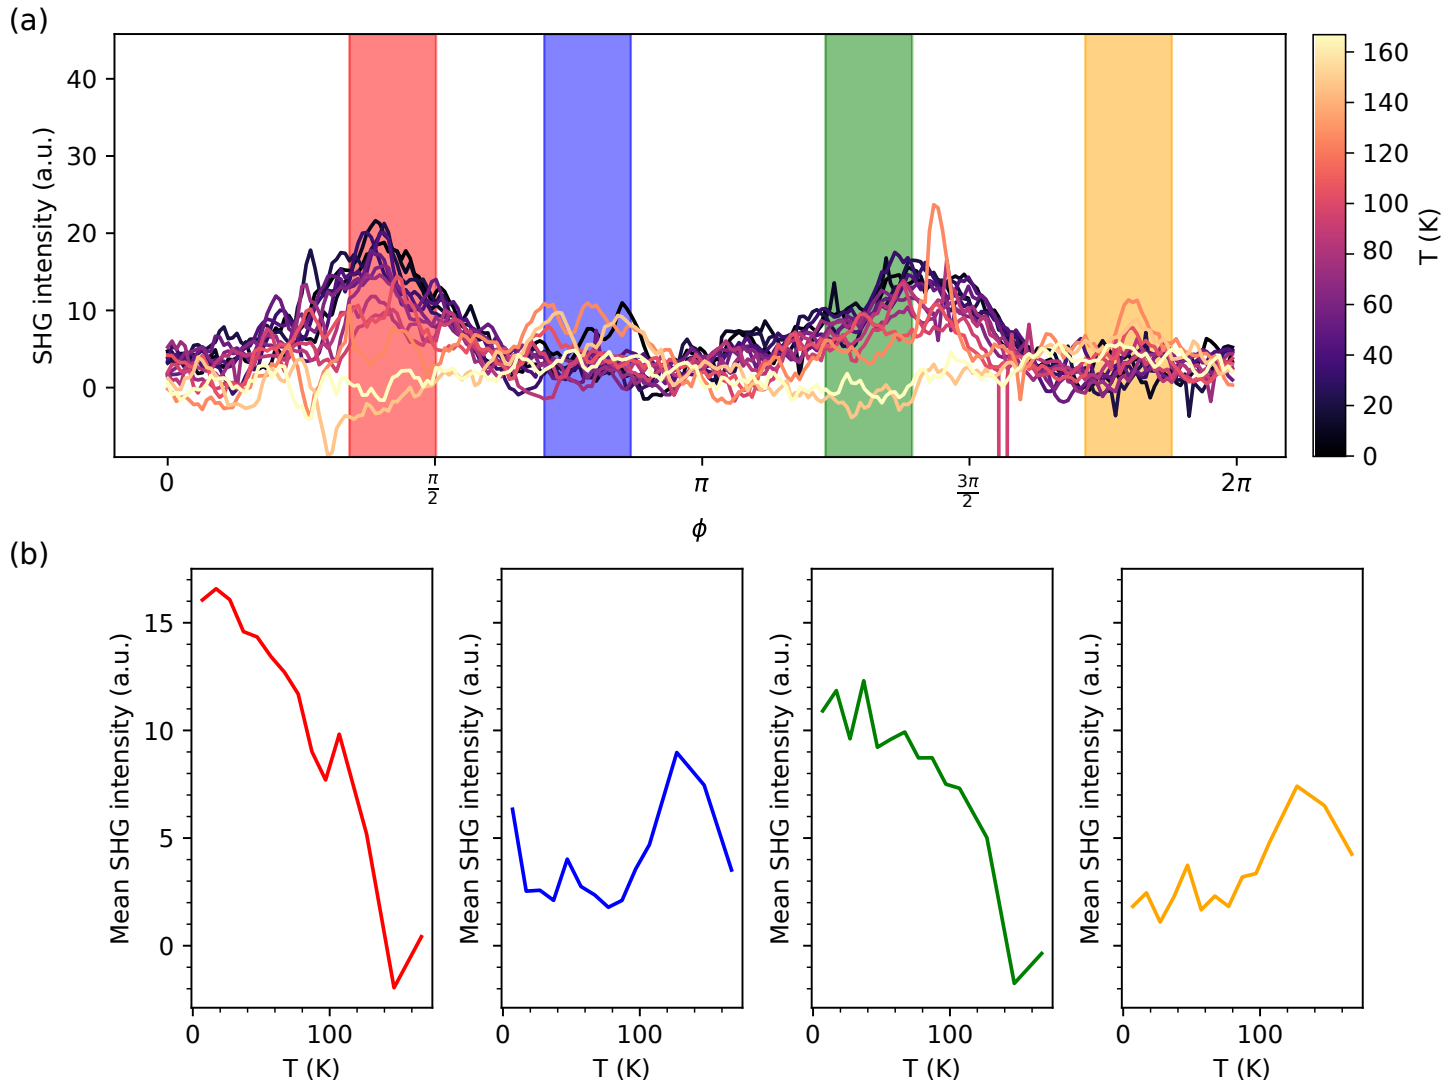 (a)
SHG intensity (a.u.)
40
30
20
10
0
0
π/2
π
3π/2
2π
ϕ
160
140
120
100
80
60
40
20
0
T (K)
(b)
Mean SHG intensity (a.u.)
15
10
5
0
0 100
T (K)
Mean SHG intensity (a.u.)
0 100
T (K)
Mean SHG intensity (a.u.)
0 100
T (K)
Mean SHG intensity (a.u.)
0 100
T (K)